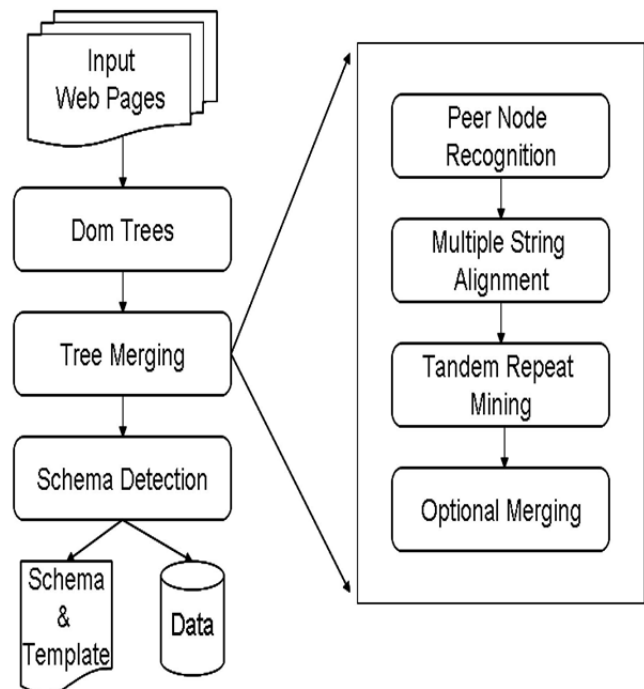 Input
Web Pages
Dom Trees
Tree Merging
Schema Detection
Schema
&
Template
Data
Peer Node
Recognition
Multiple String
Alignment
Tandem Repeat
Mining
Optional Merging